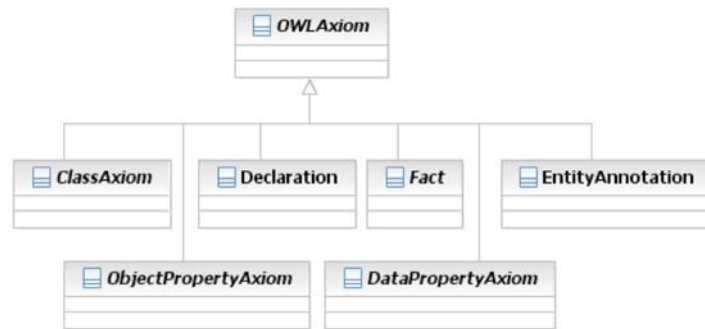 OWLAxiom
ClassAxiom
Declaration
Fact
EntityAnnotation
ObjectPropertyAxiom
DataPropertyAxiom